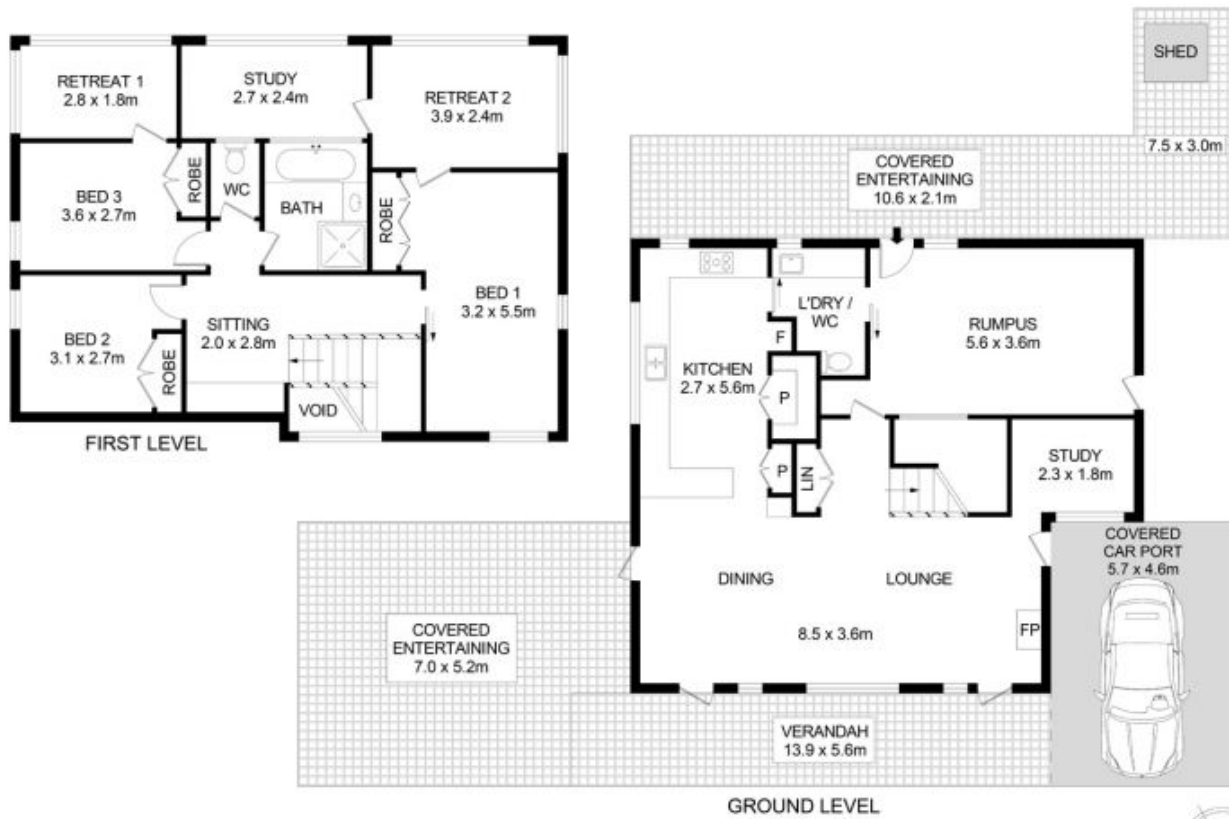 RETREAT 1
2.8 x 1.8m
STUDY
2.7 x 2.4m
RETREAT 2
3.9 x 2.4m
BED 3
3.6 x 2.7m
ROBE
WC
BATH
ROBE
BED 1
3.2 x 5.5m
BED 2
3.1 x 2.7m
ROBE
SITTING
2.0 x 2.8m
VOID
FIRST LEVEL
SHED
7.5 x 3.0m
COVERED
ENTERTAINING
10.6 x 2.1m
L'DRY /
WC
RUMPUS
5.6 x 3.6m
F
KITCHEN
2.7 x 5.6m
P
P
LIN
STUDY
2.3 x 1.8m
COVERED
CAR PORT
5.7 x 4.6m
DINING
LOUNGE
8.5 x 3.6m
FP
COVERED
ENTERTAINING
7.0 x 5.2m
VERANDAH
13.9 x 5.6m
GROUND LEVEL